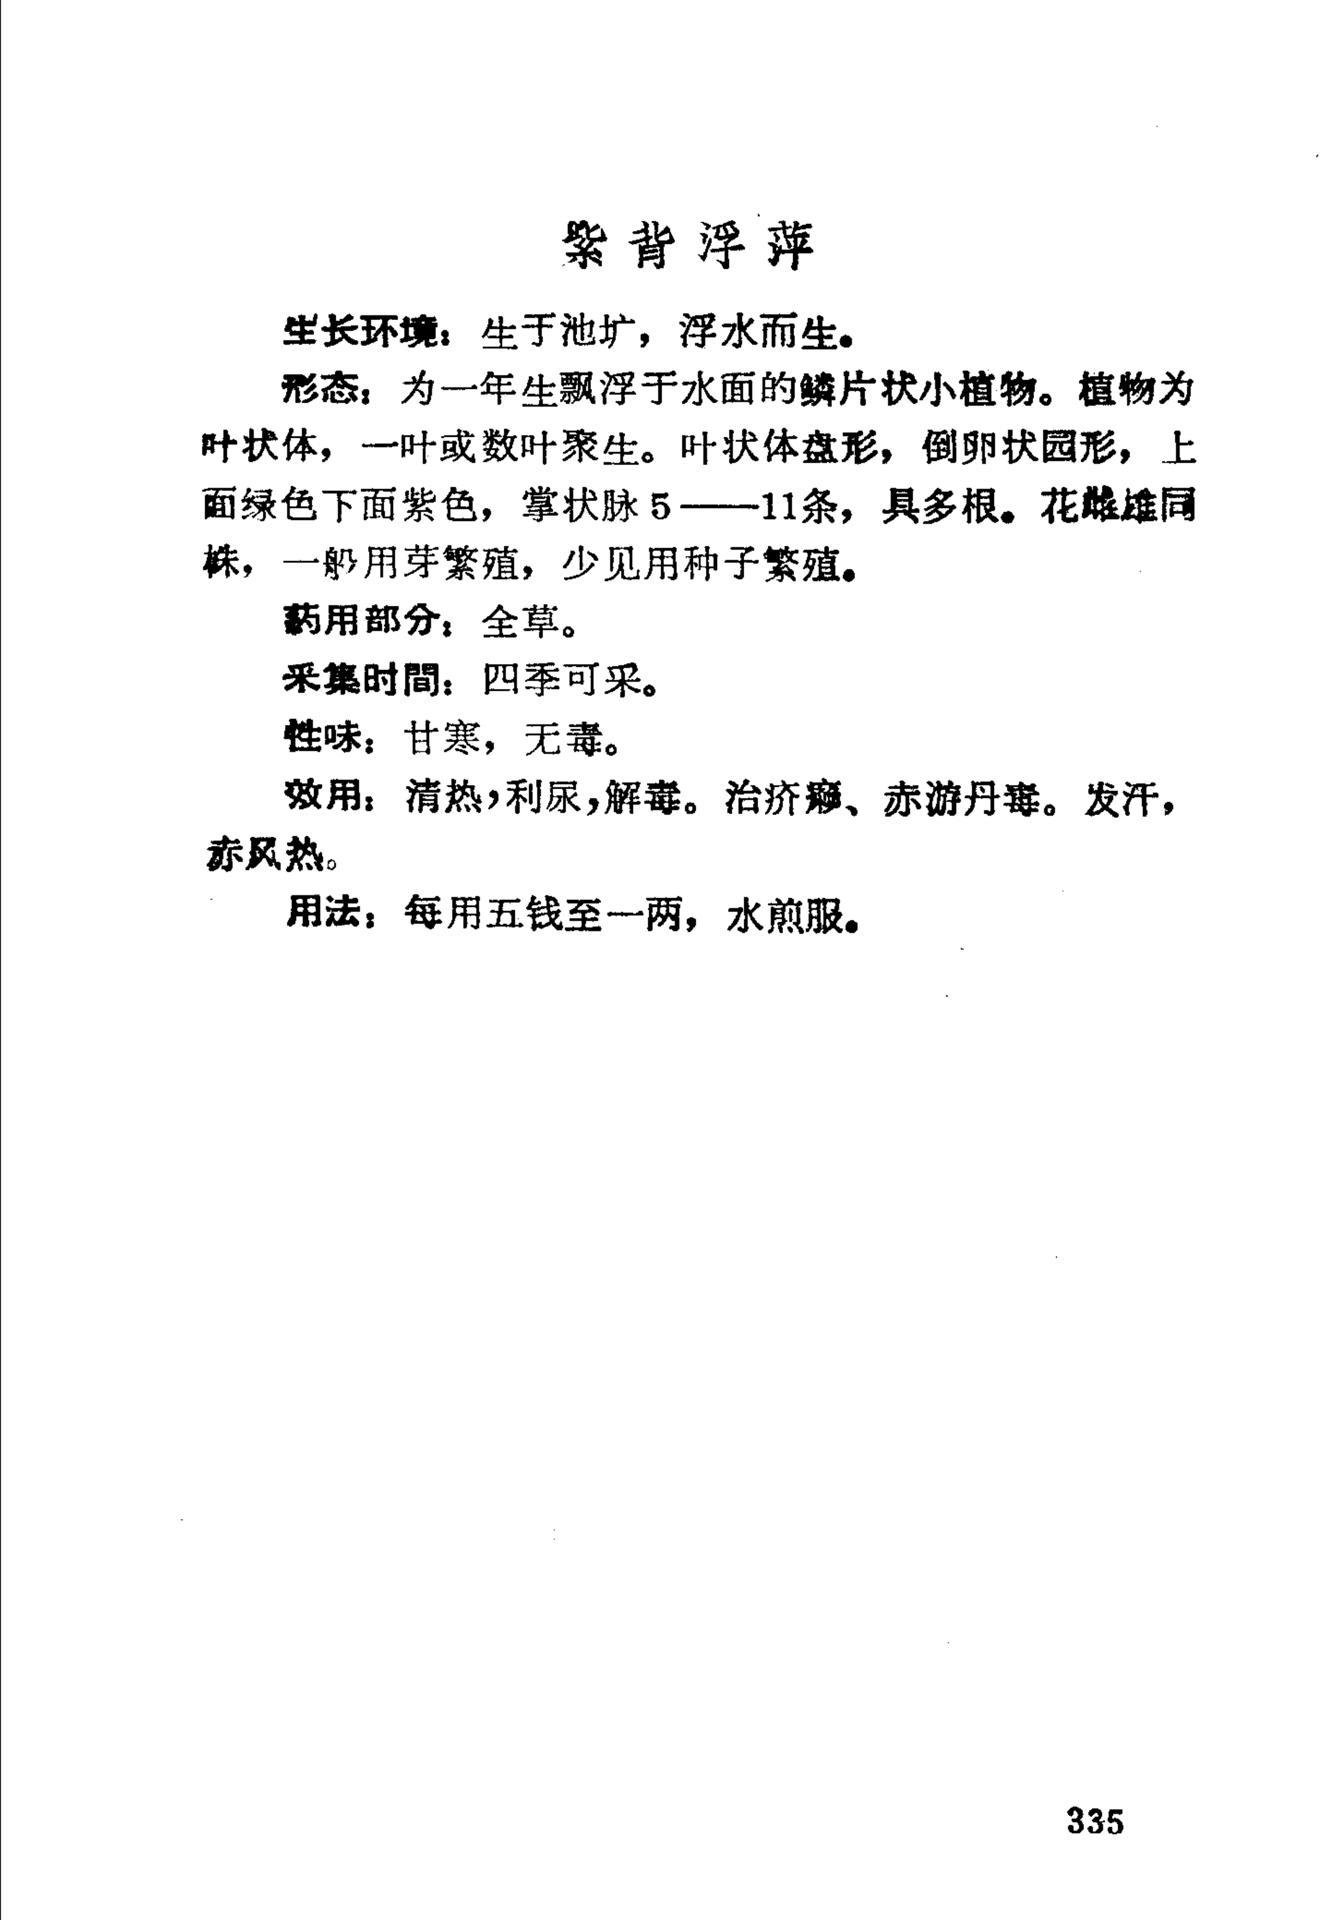 紫背浮萍
生长环境：生于池圹，浮水而生。
形态：为一年生飘浮于水面的鳞片状小植物。植物为
叶状体，一叶或数叶聚生。叶状体盘形，倒卵状园形，上
面绿色下面紫色，掌状脉5——11条，具多根。花雌雄同
株，一般用芽繁殖，少见用种子繁殖。
药用部分：全草。
采集时間：四季可采。
性味：甘寒，无毒。
效用：清热，利尿，解毒。治疥、赤游丹毒。发汗，
赤风热。
用法：每用五钱至一两，水煎服。
335